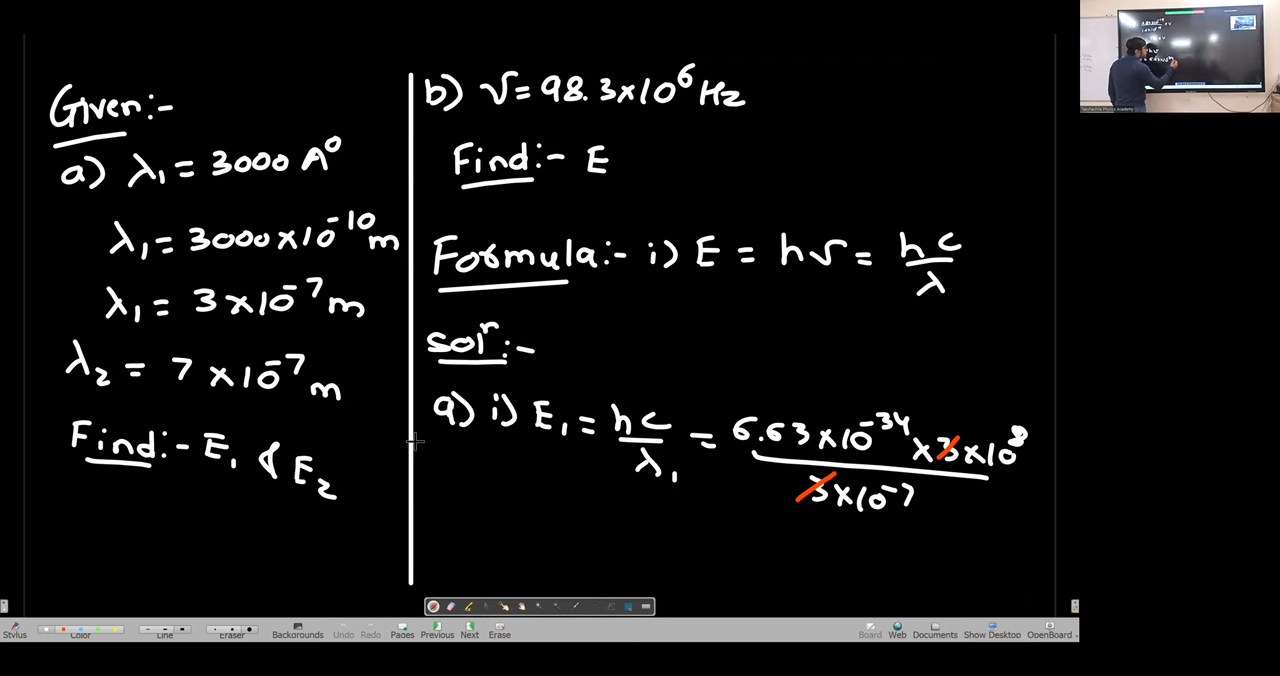 Given:-
a) λ₁ = 3000 A⁰
λ₁ = 3000×10⁻¹⁰ m
λ₁ = 3×10⁻⁷ m
λ₂ = 7×10⁻⁷ m
Find:- E₁ & E₂
b) ν = 98.3×10⁶ Hz
Find:- E
Formula:- i) E = hν = hc/λ
Solⁿ:-
a) i) E₁ = hc/λ₁ = 6.63×10⁻³⁴ × 3×10⁸ / 3×10⁻⁷
Stylus Color Line Eraser Backgrounds Undo Redo Pages Previous Next Erase Board Web Documents Show Desktop OpenBoard